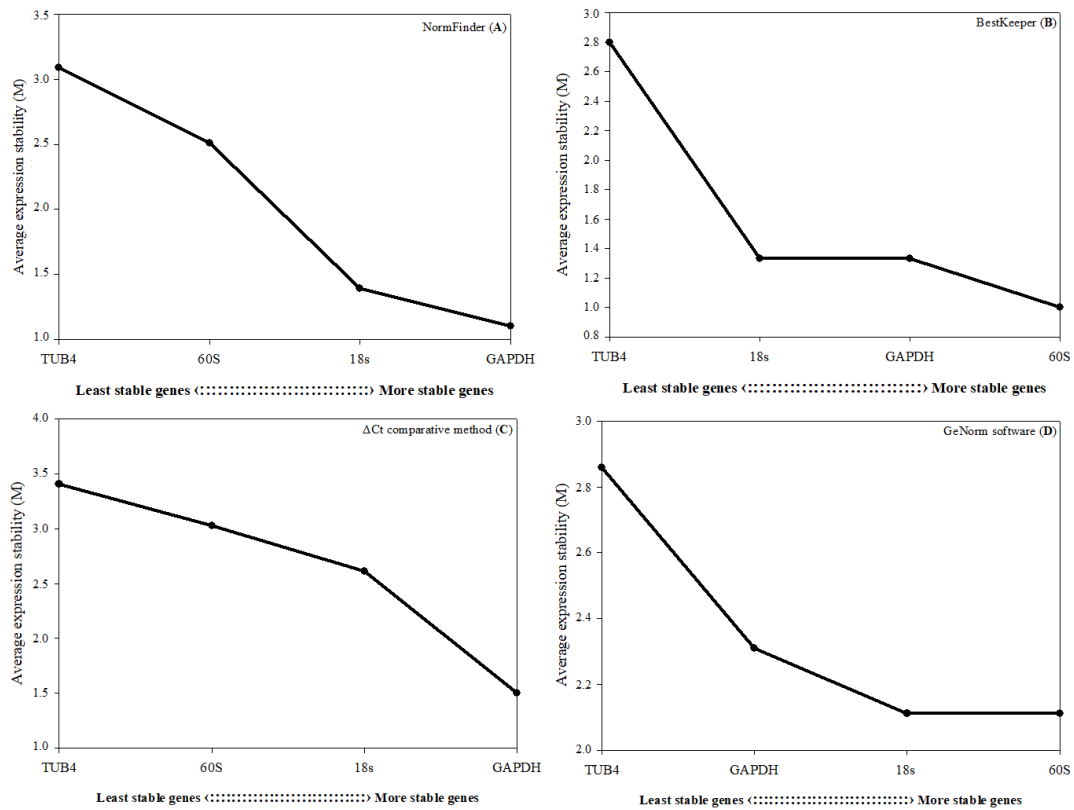 NormFinder (A)
Average expression stability (M)
3.5
3.0
2.5
2.0
1.5
1.0
TUB4 60S 18s GAPDH
Least stable genes <::::::::::::::::::::::::::::> More stable genes
BestKeeper (B)
Average expression stability (M)
3.0
2.8
2.6
2.4
2.2
2.0
1.8
1.6
1.4
1.2
1.0
0.8
TUB4 18s GAPDH 60S
Least stable genes <::::::::::::::::::::::::::::> More stable genes
ΔCt comparative method (C)
Average expression stability (M)
4.0
3.5
3.0
2.5
2.0
1.5
1.0
TUB4 60S 18s GAPDH
Least stable genes <::::::::::::::::::::::::::::> More stable genes
GeNorm software (D)
Average expression stability (M)
3.0
2.8
2.6
2.4
2.2
2.0
TUB4 GAPDH 18s 60S
Least stable genes <::::::::::::::::::::::::::::> More stable genes